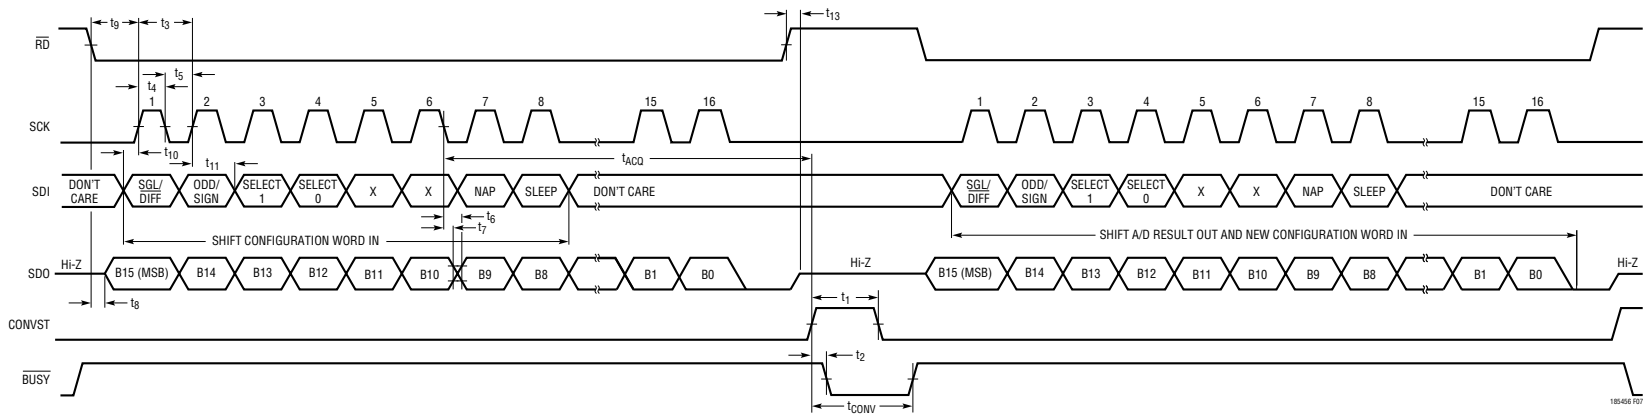 t9 t3 t13
RD
t5
t4
1 2 3 4 5 6 7 8 15 16 1 2 3 4 5 6 7 8 15 16
SCK
t10 t11 tACQ
SDI DON'T CARE SGL/DIFF ODD/SIGN SELECT 1 SELECT 0 X X NAP SLEEP DON'T CARE SGL/DIFF ODD/SIGN SELECT 1 SELECT 0 X X NAP SLEEP DON'T CARE
t6
t7
SHIFT CONFIGURATION WORD IN SHIFT A/D RESULT OUT AND NEW CONFIGURATION WORD IN
SDO Hi-Z B15 (MSB) B14 B13 B12 B11 B10 B9 B8 B1 B0 Hi-Z B15 (MSB) B14 B13 B12 B11 B10 B9 B8 B1 B0 Hi-Z
t8 t1
CONVST
t2
BUSY
tCONV
185456 F07